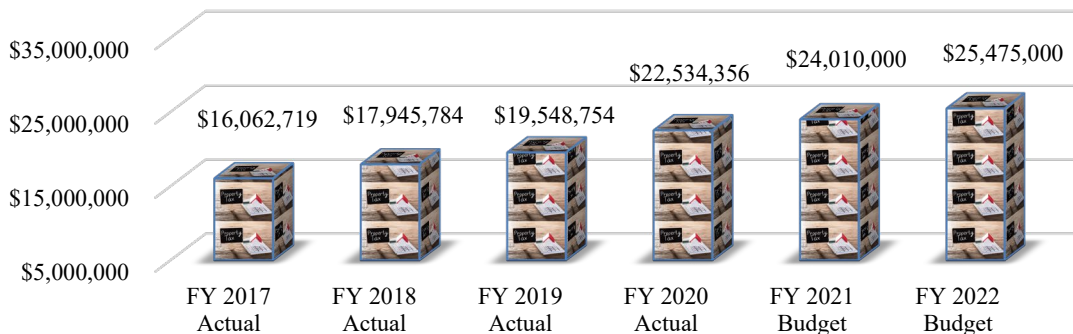 $35,000,000
$25,000,000
$15,000,000
$5,000,000
$16,062,719
$17,945,784
$19,548,754
$22,534,356
$24,010,000
$25,475,000
Property
Tax
FY 2017
Actual
FY 2018
Actual
FY 2019
Actual
FY 2020
Actual
FY 2021
Budget
FY 2022
Budget